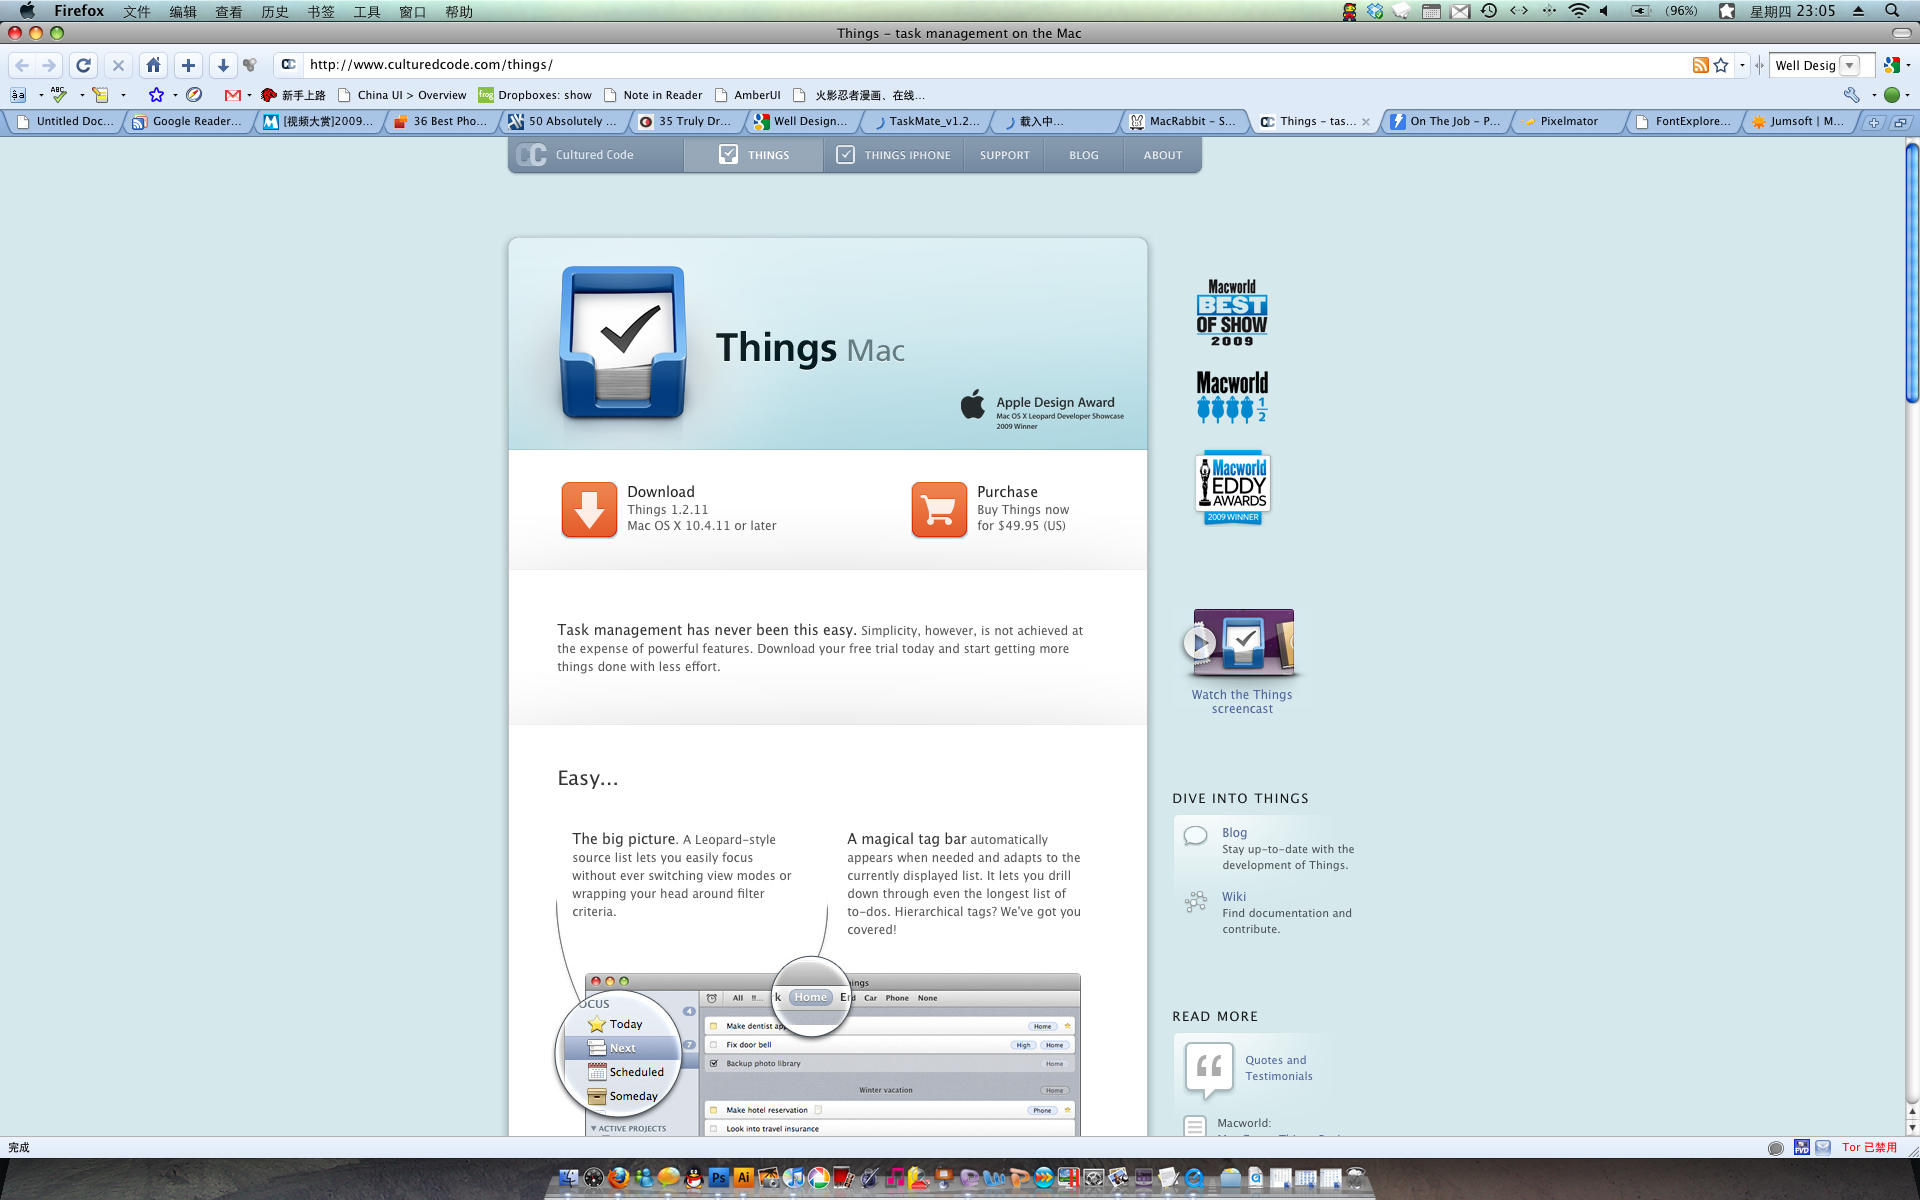 Firefox 文件 编辑 查看 历史 书签 工具 窗口 帮助 (96%) 星期四 23:05
Things – task management on the Mac
http://www.culturedcode.com/things/ Well Desig
新手上路 China UI > Overview Dropboxes: show Note in Reader AmberUI 火影忍者漫画、在线...
Untitled Doc... Google Reader... [视频大赏]2009... 36 Best Pho... 50 Absolutely ... 35 Truly Dr... Well Design... TaskMate_v1.2... 载入中... MacRabbit – S... Things – tas... On The Job – P... Pixelmator FontExplore... Jumsoft | M...
Cultured Code THINGS THINGS IPHONE SUPPORT BLOG ABOUT
Things Mac
Apple Design Award
Mac OS X Leopard Developer Showcase
2009 Winner
Macworld
BEST
OF SHOW
2009
Macworld
1/2
Macworld
EDDY
AWARDS
2009 WINNER
Download
Things 1.2.11
Mac OS X 10.4.11 or later
Purchase
Buy Things now
for $49.95 (US)
Task management has never been this easy. Simplicity, however, is not achieved at
the expense of powerful features. Download your free trial today and start getting more
things done with less effort.
Watch the Things
screencast
Easy...
The big picture. A Leopard-style
source list lets you easily focus
without ever switching view modes or
wrapping your head around filter
criteria.
A magical tag bar automatically
appears when needed and adapts to the
currently displayed list. It lets you drill
down through even the longest list of
to-dos. Hierarchical tags? We've got you
covered!
DIVE INTO THINGS
Blog
Stay up-to-date with the
development of Things.
Wiki
Find documentation and
contribute.
READ MORE
Quotes and
Testimonials
Macworld:
ings
All !!... k Home Car Phone None
OCUS
Today
Next
Scheduled
Someday
ACTIVE PROJECTS
4
7
Make dentist ap Home
Fix door bell High Home
Backup photo library Home
Winter vacation Home
Make hotel reservation Phone
Look into travel insurance
完成 Tor 已禁用
Ps Ai